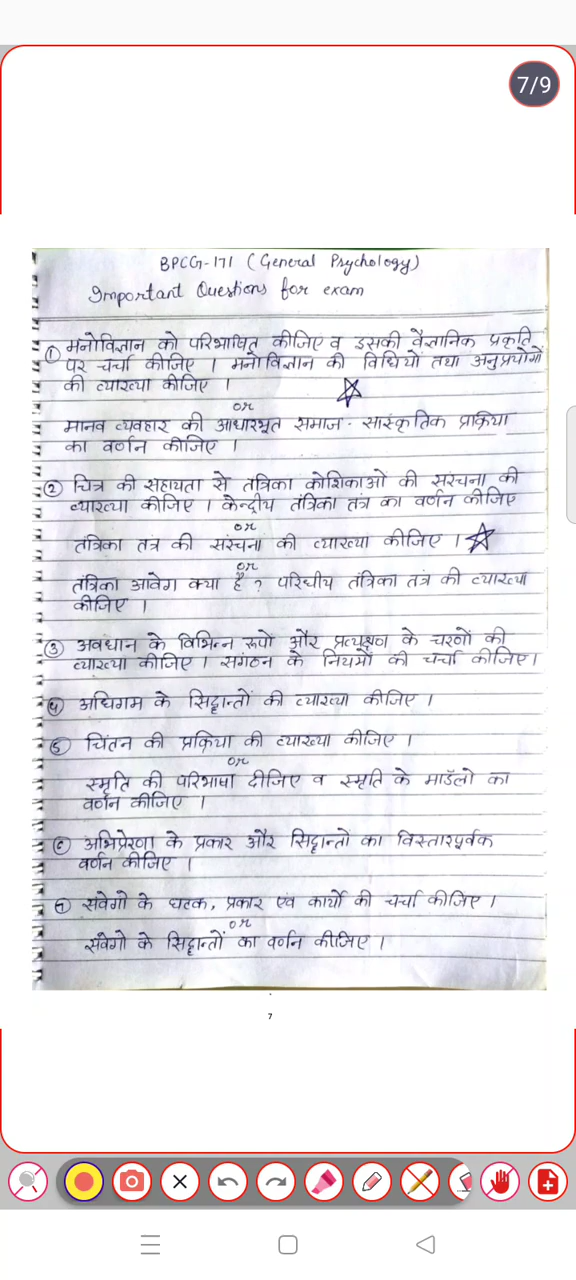 7/9
BPCG-171 (General Psychology)
Important Questions for exam
① मनोविज्ञान को परिभाषित कीजिए व इसकी वैज्ञानिक प्रकृति
पर चर्चा कीजिए । मनोविज्ञान की विधियों तथा अनुप्रयोगों
की व्याख्या कीजिए ।
or
मानव व्यवहार की आधारभूत समाज - सांस्कृतिक प्राक्रिया
का वर्णन कीजिए ।
② चित्र की सहायता से तंत्रिका कोशिकाओं की संरचना की
व्याख्या कीजिए । केन्द्रीय तंत्रिका तंत्र का वर्णन कीजिए
or
तंत्रिका तंत्र की संरचना की व्याख्या कीजिए ।
or
तंत्रिका आवेग क्या है ? परिधीय तंत्रिका तंत्र की व्याख्या
कीजिए ।
③ अवधान के विभिन्न रूपों और प्रत्यक्षण के चरणों की
व्याख्या कीजिए । संगठन के नियमों की चर्चा कीजिए ।
④ अधिगम के सिद्धान्तों की व्याख्या कीजिए ।
⑤ चिंतन की प्रक्रिया की व्याख्या कीजिए ।
or
स्मृति की परिभाषा दीजिए व स्मृति के मॉडलो का
वर्णन कीजिए ।
⑥ अभिप्रेरणा के प्रकार और सिद्धान्तो का विस्तारपूर्वक
वर्णन कीजिए ।
⑦ संवेगो के घटक, प्रकार एवं कार्यो की चर्चा कीजिए ।
or
संवेगो के सिद्धान्तों का वर्णन कीजिए ।
7